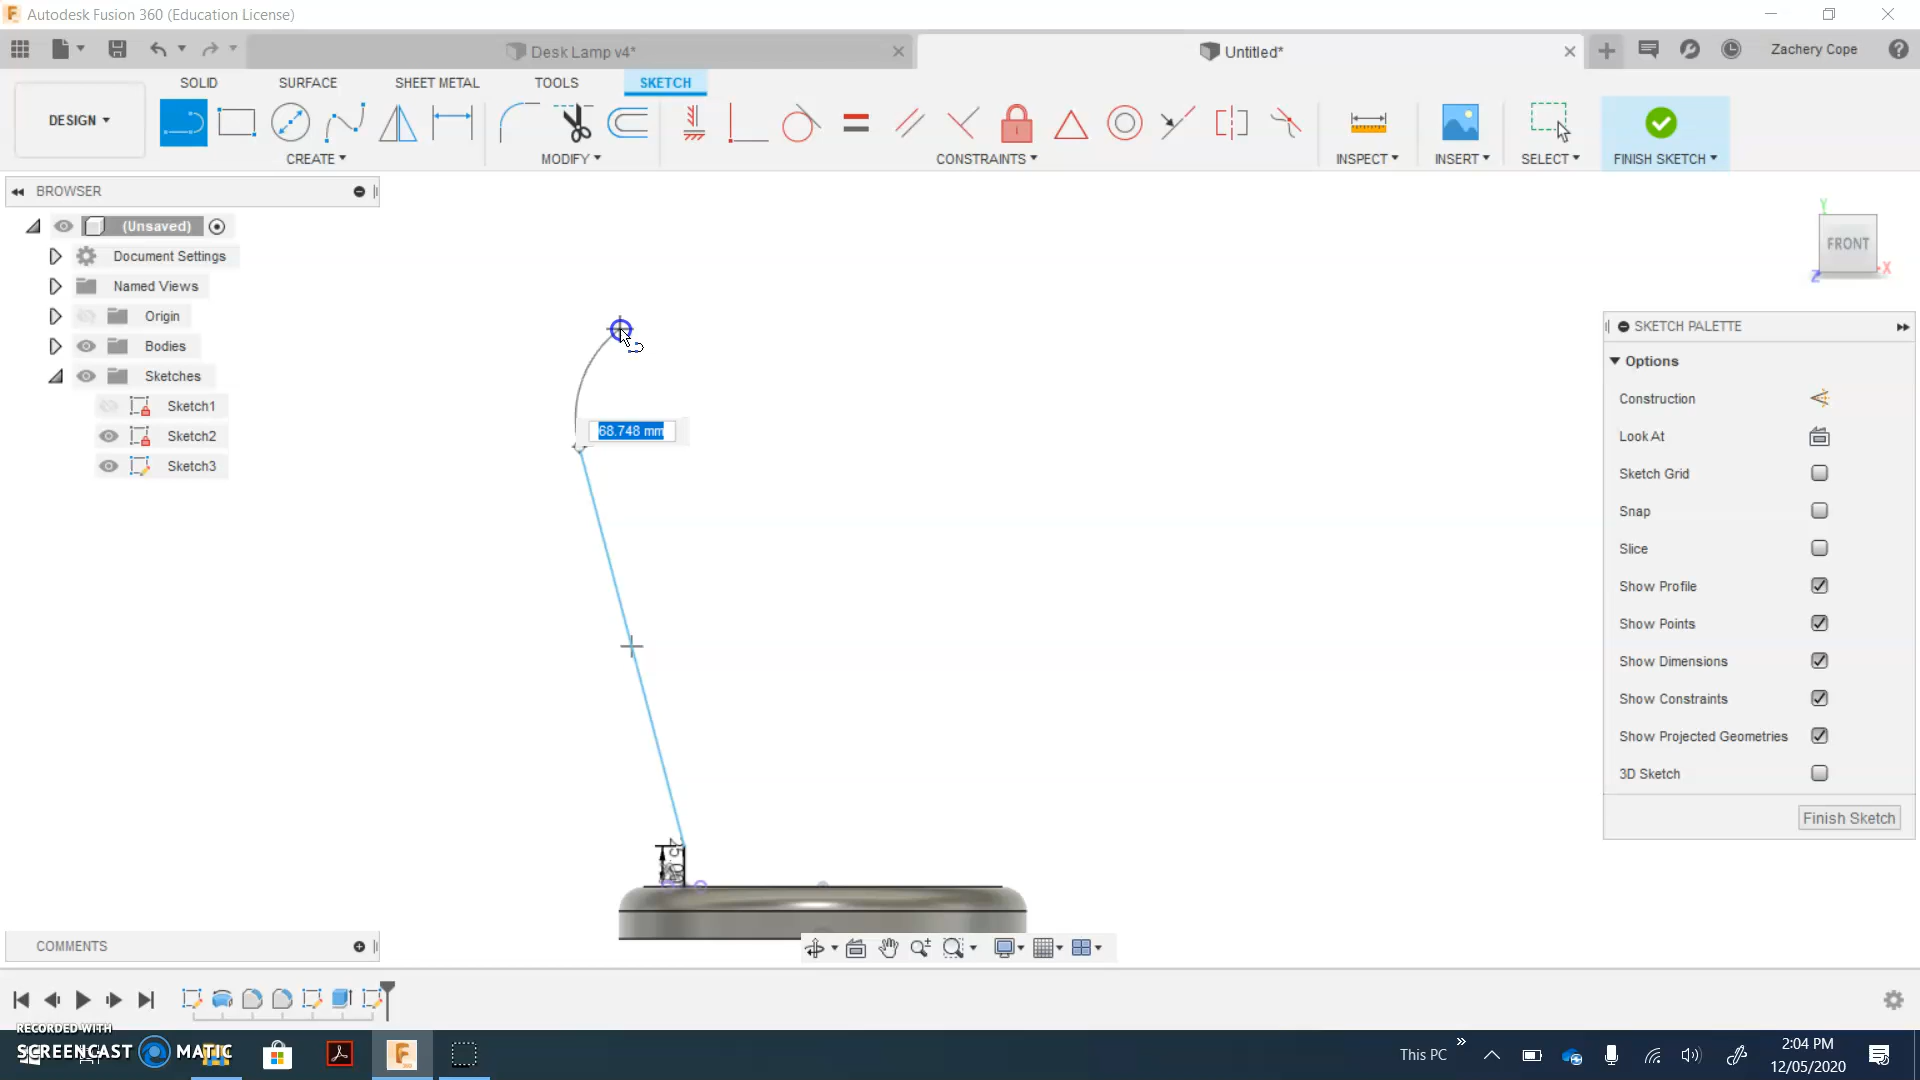 Autodesk Fusion 360 (Education License)
Desk Lamp v4*
Untitled*
Zachery Cope
SOLID
SURFACE
SHEET METAL
TOOLS
SKETCH
DESIGN
CREATE
MODIFY
CONSTRAINTS
INSPECT
INSERT
SELECT
FINISH SKETCH
BROWSER
(Unsaved)
Document Settings
Named Views
Origin
Bodies
Sketches
Sketch1
Sketch2
Sketch3
Y
FRONT
X
Z
68.748 mm
SKETCH PALETTE
Options
Construction
Look At
Sketch Grid
Snap
Slice
Show Profile
Show Points
Show Dimensions
Show Constraints
Show Projected Geometries
3D Sketch
Finish Sketch
COMMENTS
RECORDED WITH
SCREENCAST MATIC
This PC
2:04 PM
12/05/2020